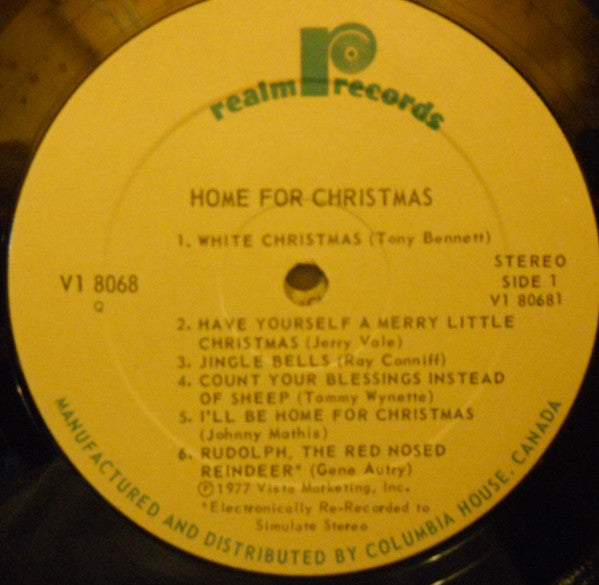 realm records
HOME FOR CHRISTMAS
1. WHITE CHRISTMAS (Tony Bennett)
V1 8068
Q
STEREO
SIDE 1
V1 80681
2. HAVE YOURSELF A MERRY LITTLE
CHRISTMAS (Jerry Vale)
3. JINGLE BELLS (Ray Conniff)
4. COUNT YOUR BLESSINGS INSTEAD
OF SHEEP (Tommy Wynette)
5. I'LL BE HOME FOR CHRISTMAS
(Johnny Mathis)
6. RUDOLPH, THE RED NOSED
REINDEER* (Gene Autry)
Ⓟ1977 Vista Marketing, Inc.
*Electronically Re-Recorded to
Simulate Stereo
MANUFACTURED AND DISTRIBUTED BY COLUMBIA HOUSE, CANADA